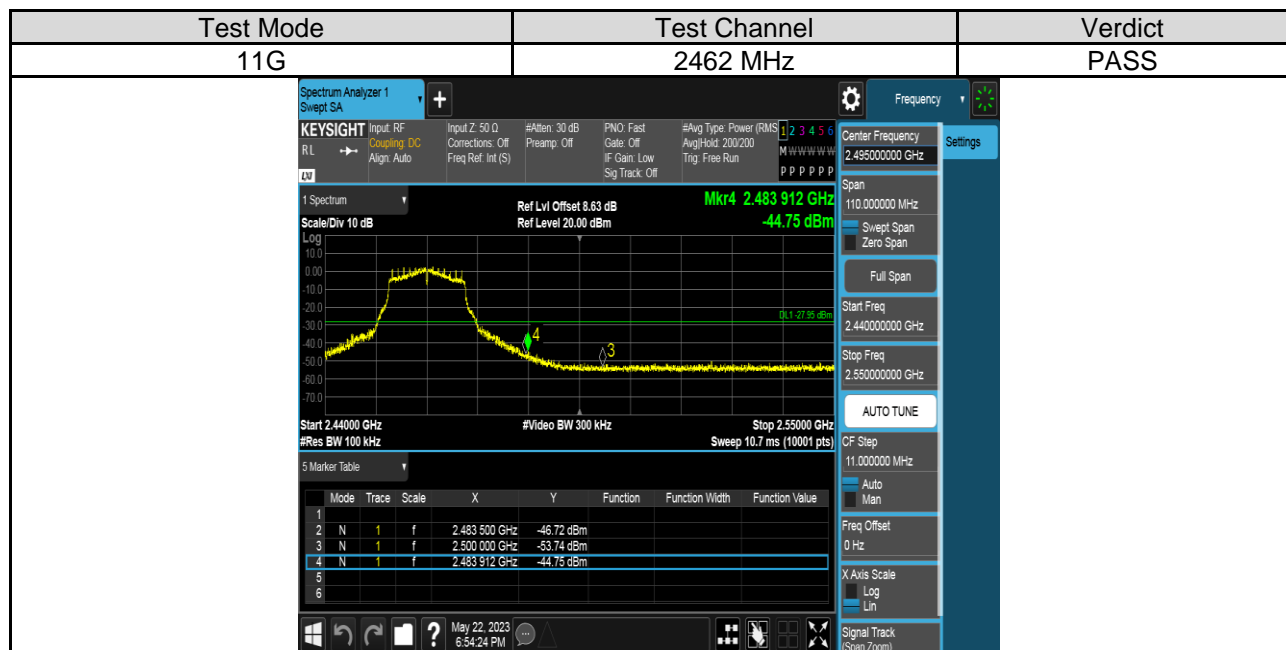 Test Mode Test Channel Verdict
11G 2462 MHz PASS
Spectrum Analyzer 1
Swept SA
+
Frequency
KEYSIGHT
RL
LXI
Input: RF
Coupling: DC
Align: Auto
Input Z: 50 Ω
Corrections: Off
Freq Ref: Int (S)
#Atten: 30 dB
Preamp: Off
PNO: Fast
Gate: Off
IF Gain: Low
Sig Track: Off
#Avg Type: Power (RMS
Avg|Hold: 200/200
Trig: Free Run
1 2 3 4 5 6
M W W W W W
P P P P P P
Center Frequency
2.495000000 GHz
Settings
Span
110.000000 MHz
Swept Span
Zero Span
Full Span
Start Freq
2.440000000 GHz
Stop Freq
2.550000000 GHz
AUTO TUNE
CF Step
11.000000 MHz
Auto
Man
Freq Offset
0 Hz
X Axis Scale
Log
Lin
Signal Track
(Span Zoom)
1 Spectrum
Scale/Div 10 dB
Log
Ref Lvl Offset 8.63 dB
Ref Level 20.00 dBm
Mkr4 2.483 912 GHz
-44.75 dBm
10.0
0.00
-10.0
-20.0
-30.0
-40.0
-50.0
-60.0
-70.0
DL1 -27.95 dBm
4
3
Start 2.44000 GHz #Video BW 300 kHz Stop 2.55000 GHz
#Res BW 100 kHz Sweep 10.7 ms (10001 pts)
5 Marker Table
Mode Trace Scale X Y Function Function Width Function Value
1
2 N 1 f 2.483 500 GHz -46.72 dBm
3 N 1 f 2.500 000 GHz -53.74 dBm
4 N 1 f 2.483 912 GHz -44.75 dBm
5
6
?
May 22, 2023
6:54:24 PM